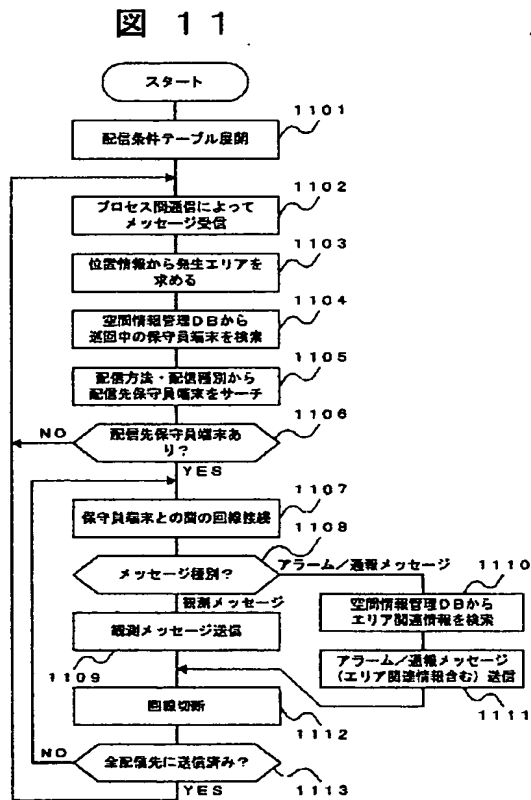 図 11
スタート
1101
配信条件テーブル展開
1102
プロセス間通信によって
メッセージ受信
1103
位置情報から発生エリアを
求める
1104
空間情報管理DBから
巡回中の保守員端末を検索
1105
配信方法・配信種別から
配信先保守員端末をサーチ
1106
NO
配信先保守員端末あ
り?
YES
1107
保守員端末との間の回線接続
1108
メッセージ種別?
アラーム/通報メッセージ
1110
観測メッセージ
空間情報管理DBから
エリア関連情報を検索
観測メッセージ送信
1109
アラーム/通報メッセージ
(エリア関連情報含む)送信
1111
回線切断
1112
NO
全配信先に送信済み?
YES
1113